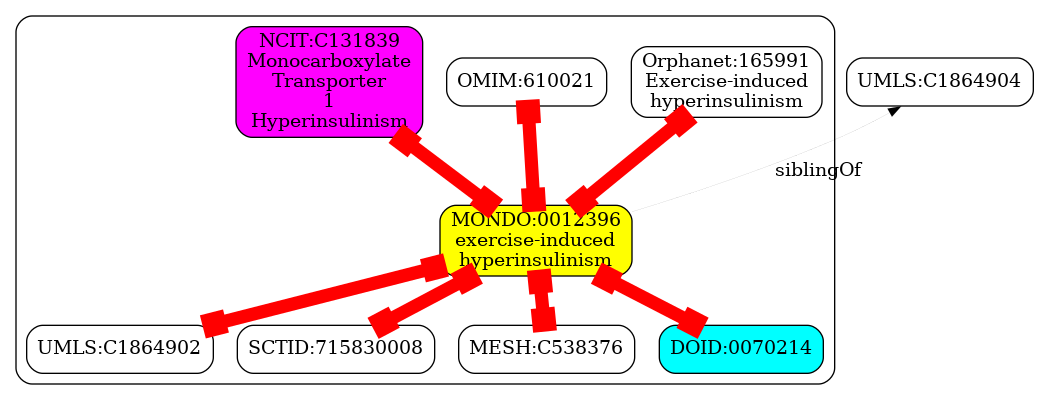 NCIT:C131839
Monocarboxylate
Transporter
1
Hyperinsulinism
OMIM:610021
Orphanet:165991
Exercise-induced
hyperinsulinism
UMLS:C1864904
siblingOf
MONDO:0012396
exercise-induced
hyperinsulinism
UMLS:C1864902
SCTID:715830008
MESH:C538376
DOID:0070214